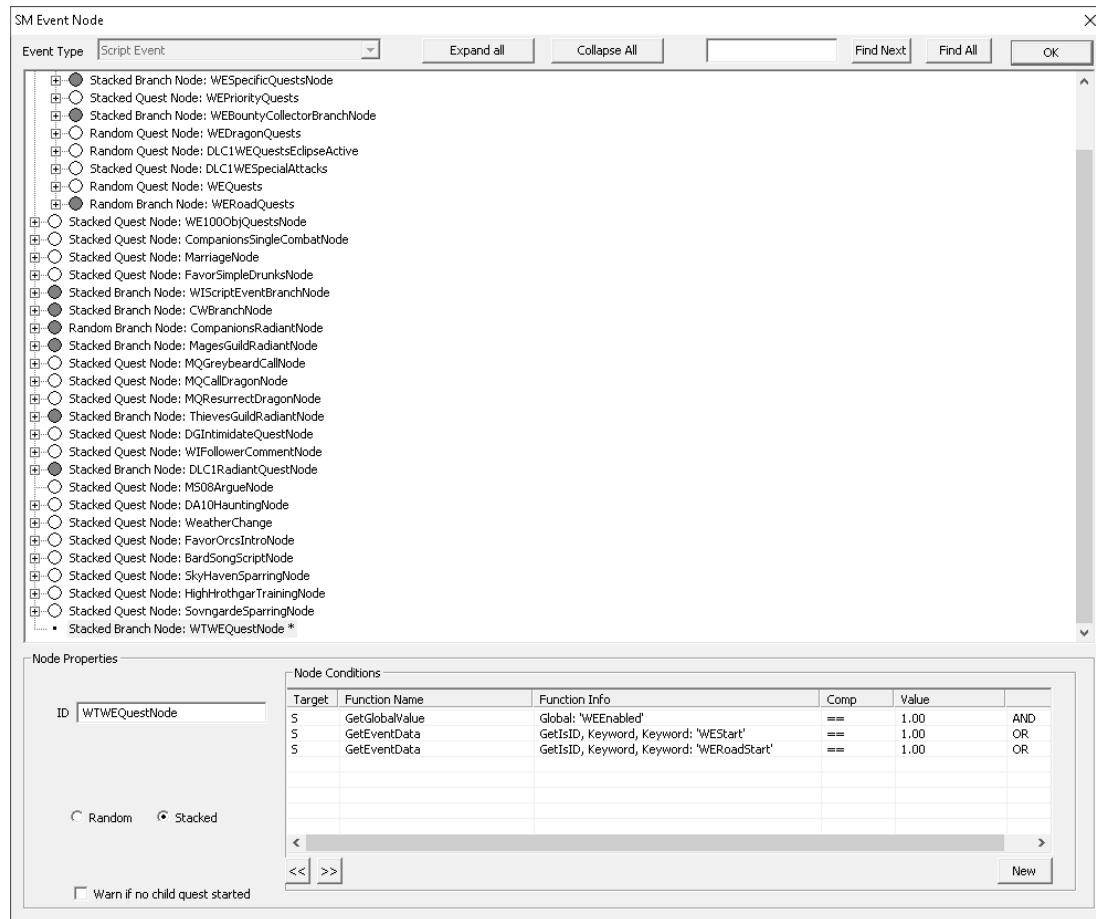 SM Event Node
Event Type Script Event Expand all Collapse All Find Next Find All OK
Stacked Branch Node: WESpecificQuestsNode
Stacked Quest Node: WEPriorityQuests
Stacked Branch Node: WEBountyCollectorBranchNode
Random Quest Node: WEDragonQuests
Random Quest Node: DLC1WEQuestsEclipseActive
Stacked Quest Node: DLC1WESpecialAttacks
Random Quest Node: WEQuests
Random Branch Node: WERoadQuests
Stacked Quest Node: WE100ObjQuestsNode
Stacked Quest Node: CompanionsSingleCombatNode
Stacked Quest Node: MarriageNode
Stacked Quest Node: FavorSimpleDrunksNode
Stacked Branch Node: WIScriptEventBranchNode
Stacked Branch Node: CWBranchNode
Random Branch Node: CompanionsRadiantNode
Stacked Branch Node: MagesGuildRadiantNode
Stacked Quest Node: MQGreybeardCallNode
Stacked Quest Node: MQCallDragonNode
Stacked Quest Node: MQResurrectDragonNode
Stacked Branch Node: ThievesGuildRadiantNode
Stacked Quest Node: DGIntimidateQuestNode
Stacked Quest Node: WIFollowerCommentNode
Stacked Branch Node: DLC1RadiantQuestNode
Stacked Quest Node: MS08ArgueNode
Stacked Quest Node: DA10HauntingNode
Stacked Quest Node: WeatherChange
Stacked Quest Node: FavorOrcsIntroNode
Stacked Quest Node: BardSongScriptNode
Stacked Quest Node: SkyHavenSparringNode
Stacked Quest Node: HighHrothgarTrainingNode
Stacked Quest Node: SovngardeSparringNode
Stacked Branch Node: WTWEQuestNode *
Node Properties
Node Conditions
ID WTWEQuestNode
Target Function Name Function Info Comp Value
S GetGlobalValue Global: 'WEEnabled' == 1.00 AND
S GetEventData GetIsID, Keyword, Keyword: 'WEStart' == 1.00 OR
S GetEventData GetIsID, Keyword, Keyword: 'WERoadStart' == 1.00 OR
Random Stacked
<< >> New
Warn if no child quest started